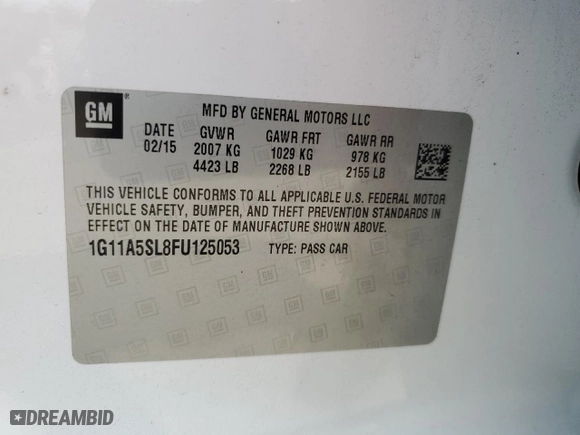 GM
MFD BY GENERAL MOTORS LLC
DATE GVWR GAWR FRT GAWR RR
02/15 2007 KG 1029 KG 978 KG
4423 LB 2268 LB 2155 LB
THIS VEHICLE CONFORMS TO ALL APPLICABLE U.S. FEDERAL MOTOR
VEHICLE SAFETY, BUMPER, AND THEFT PREVENTION STANDARDS IN
EFFECT ON THE DATE OF MANUFACTURE SHOWN ABOVE.
1G11A5SL8FU125053 TYPE: PASS CAR
DREAMBID